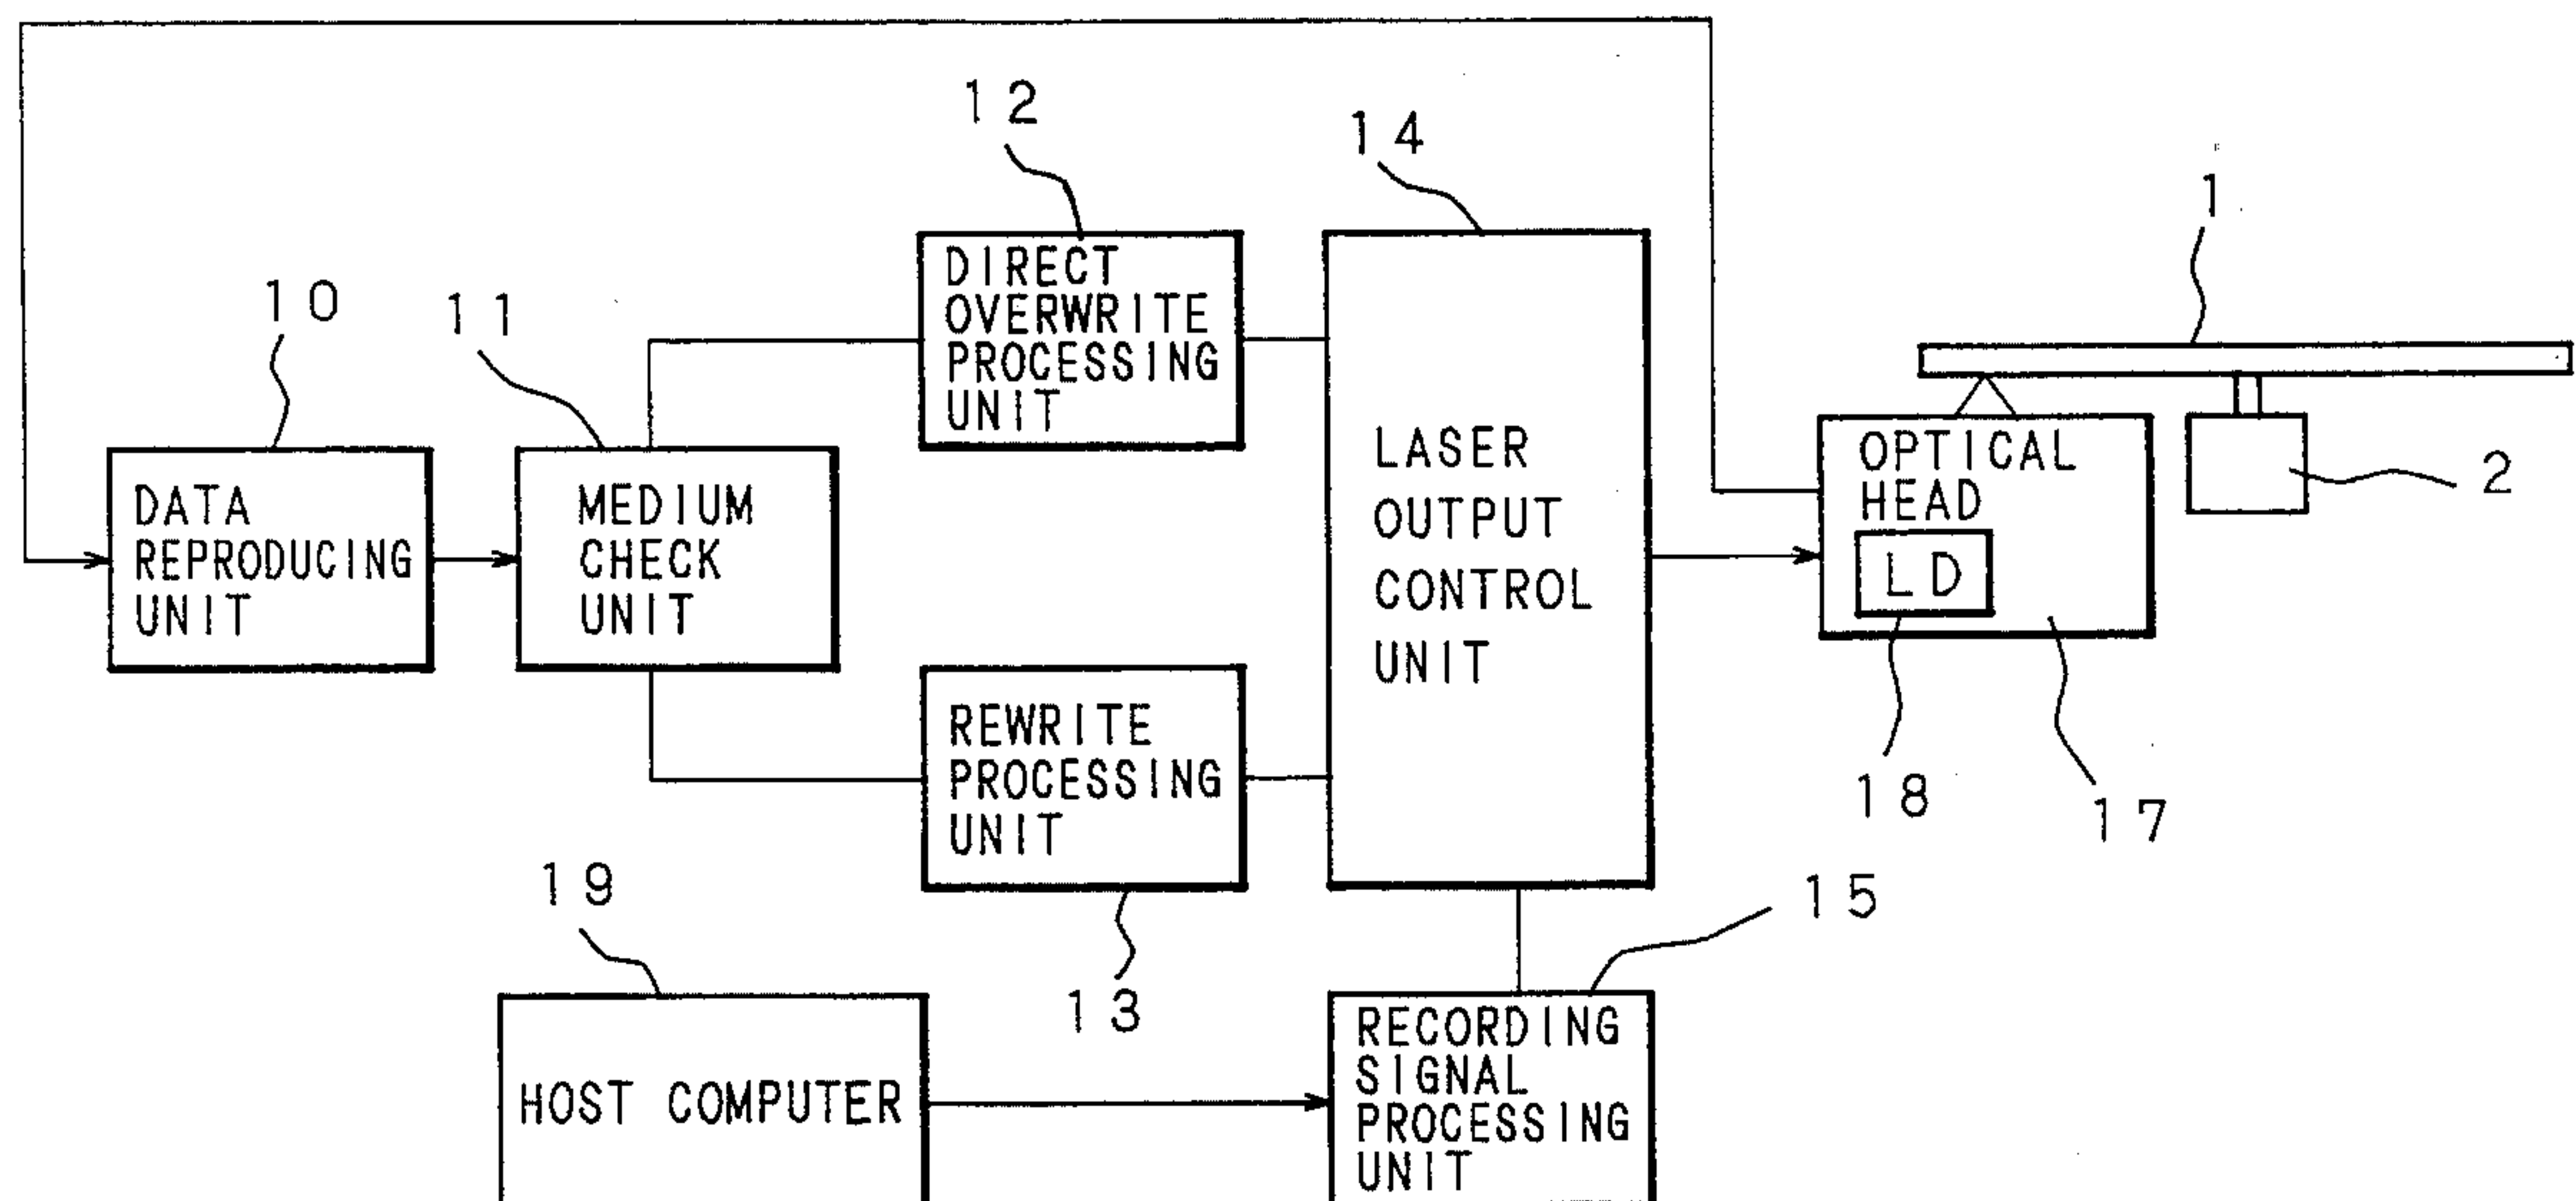 12
14
1
10
11
DIRECT
OVERWRITE
PROCESSING
UNIT
DATA
REPRODUCING
UNIT
MEDIUM
CHECK
UNIT
LASER
OUTPUT
CONTROL
UNIT
OPTICAL
HEAD
LD
2
18
17
REWRITE
PROCESSING
UNIT
13
19
15
HOST COMPUTER
RECORDING
SIGNAL
PROCESSING
UNIT